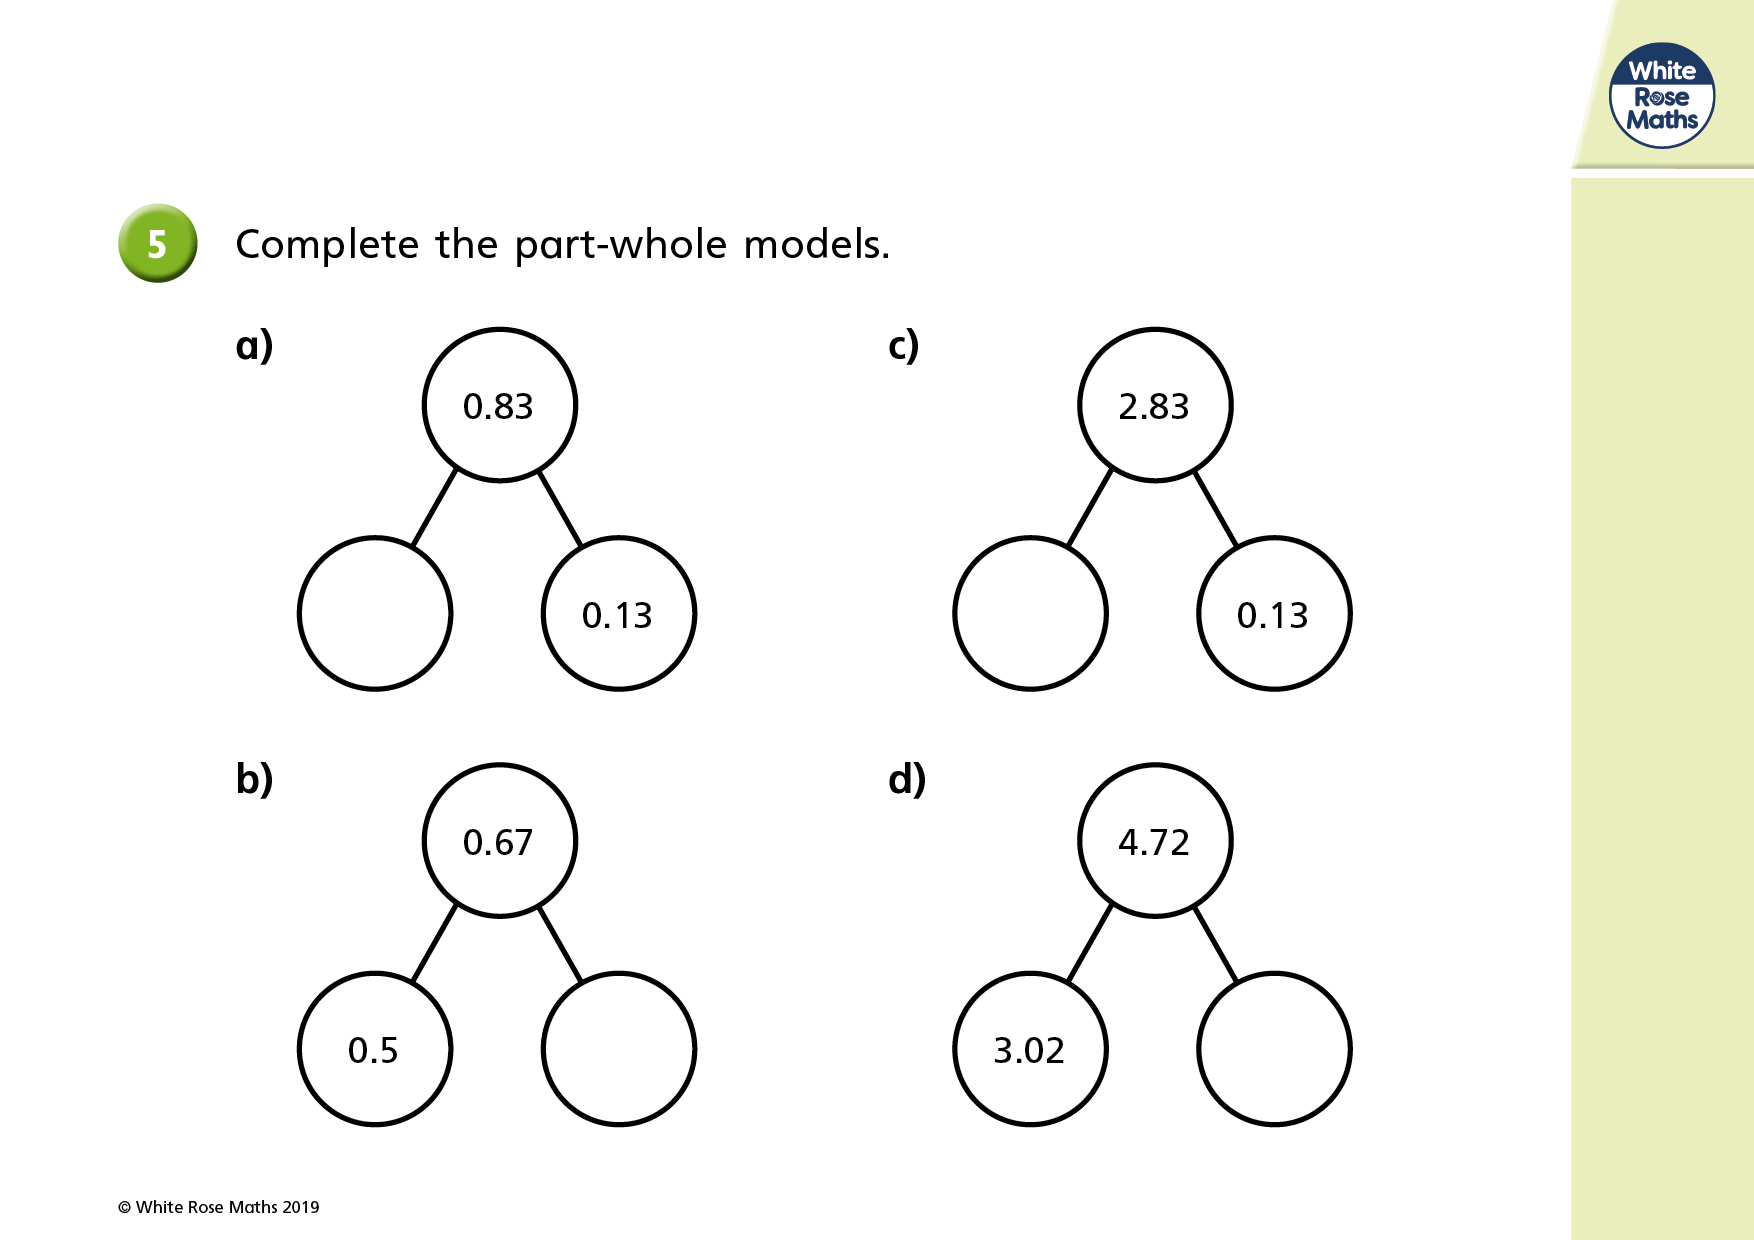 White
Rose
Maths
5 Complete the part-whole models.
a)
0.83
0.13
c)
2.83
0.13
b)
0.67
0.5
d)
4.72
3.02
© White Rose Maths 2019